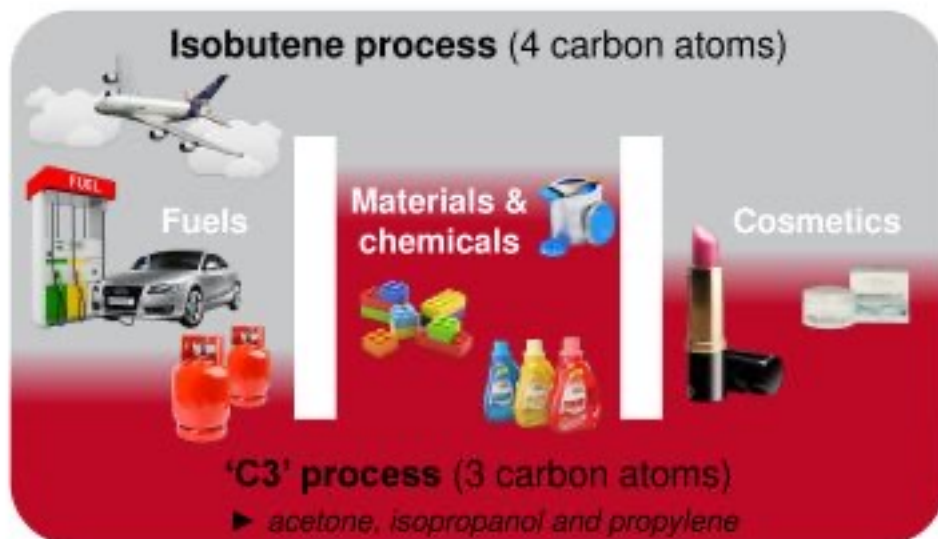 Isobutene process (4 carbon atoms)
FUEL
Fuels
Materials &
chemicals
Cosmetics
‘C3’ process (3 carbon atoms)
► acetone, isopropanol and propylene